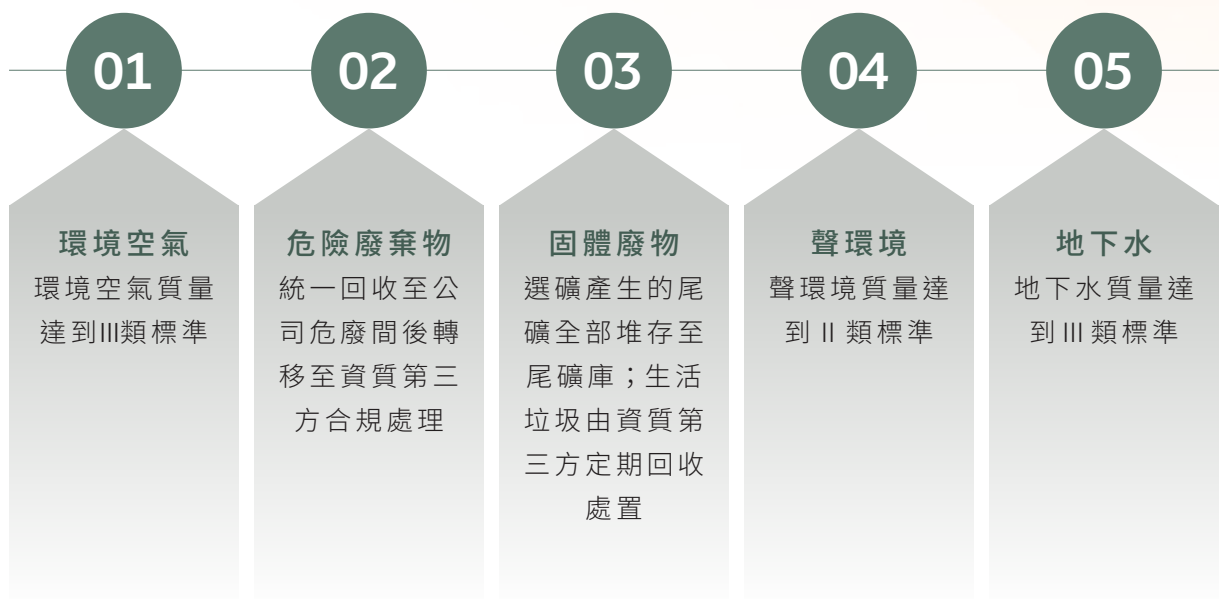 01
環境空氣
環境空氣質量
達到III類標準
02
危險廢棄物
統一回收至公
司危廢間後轉
移至資質第三
方合規處理
03
固體廢物
選礦產生的尾
礦全部堆存至
尾礦庫；生活
垃圾由資質第
三方定期回收
處置
04
聲環境
聲環境質量達
到 II 類標準
05
地下水
地下水質量達
到 III 類標準